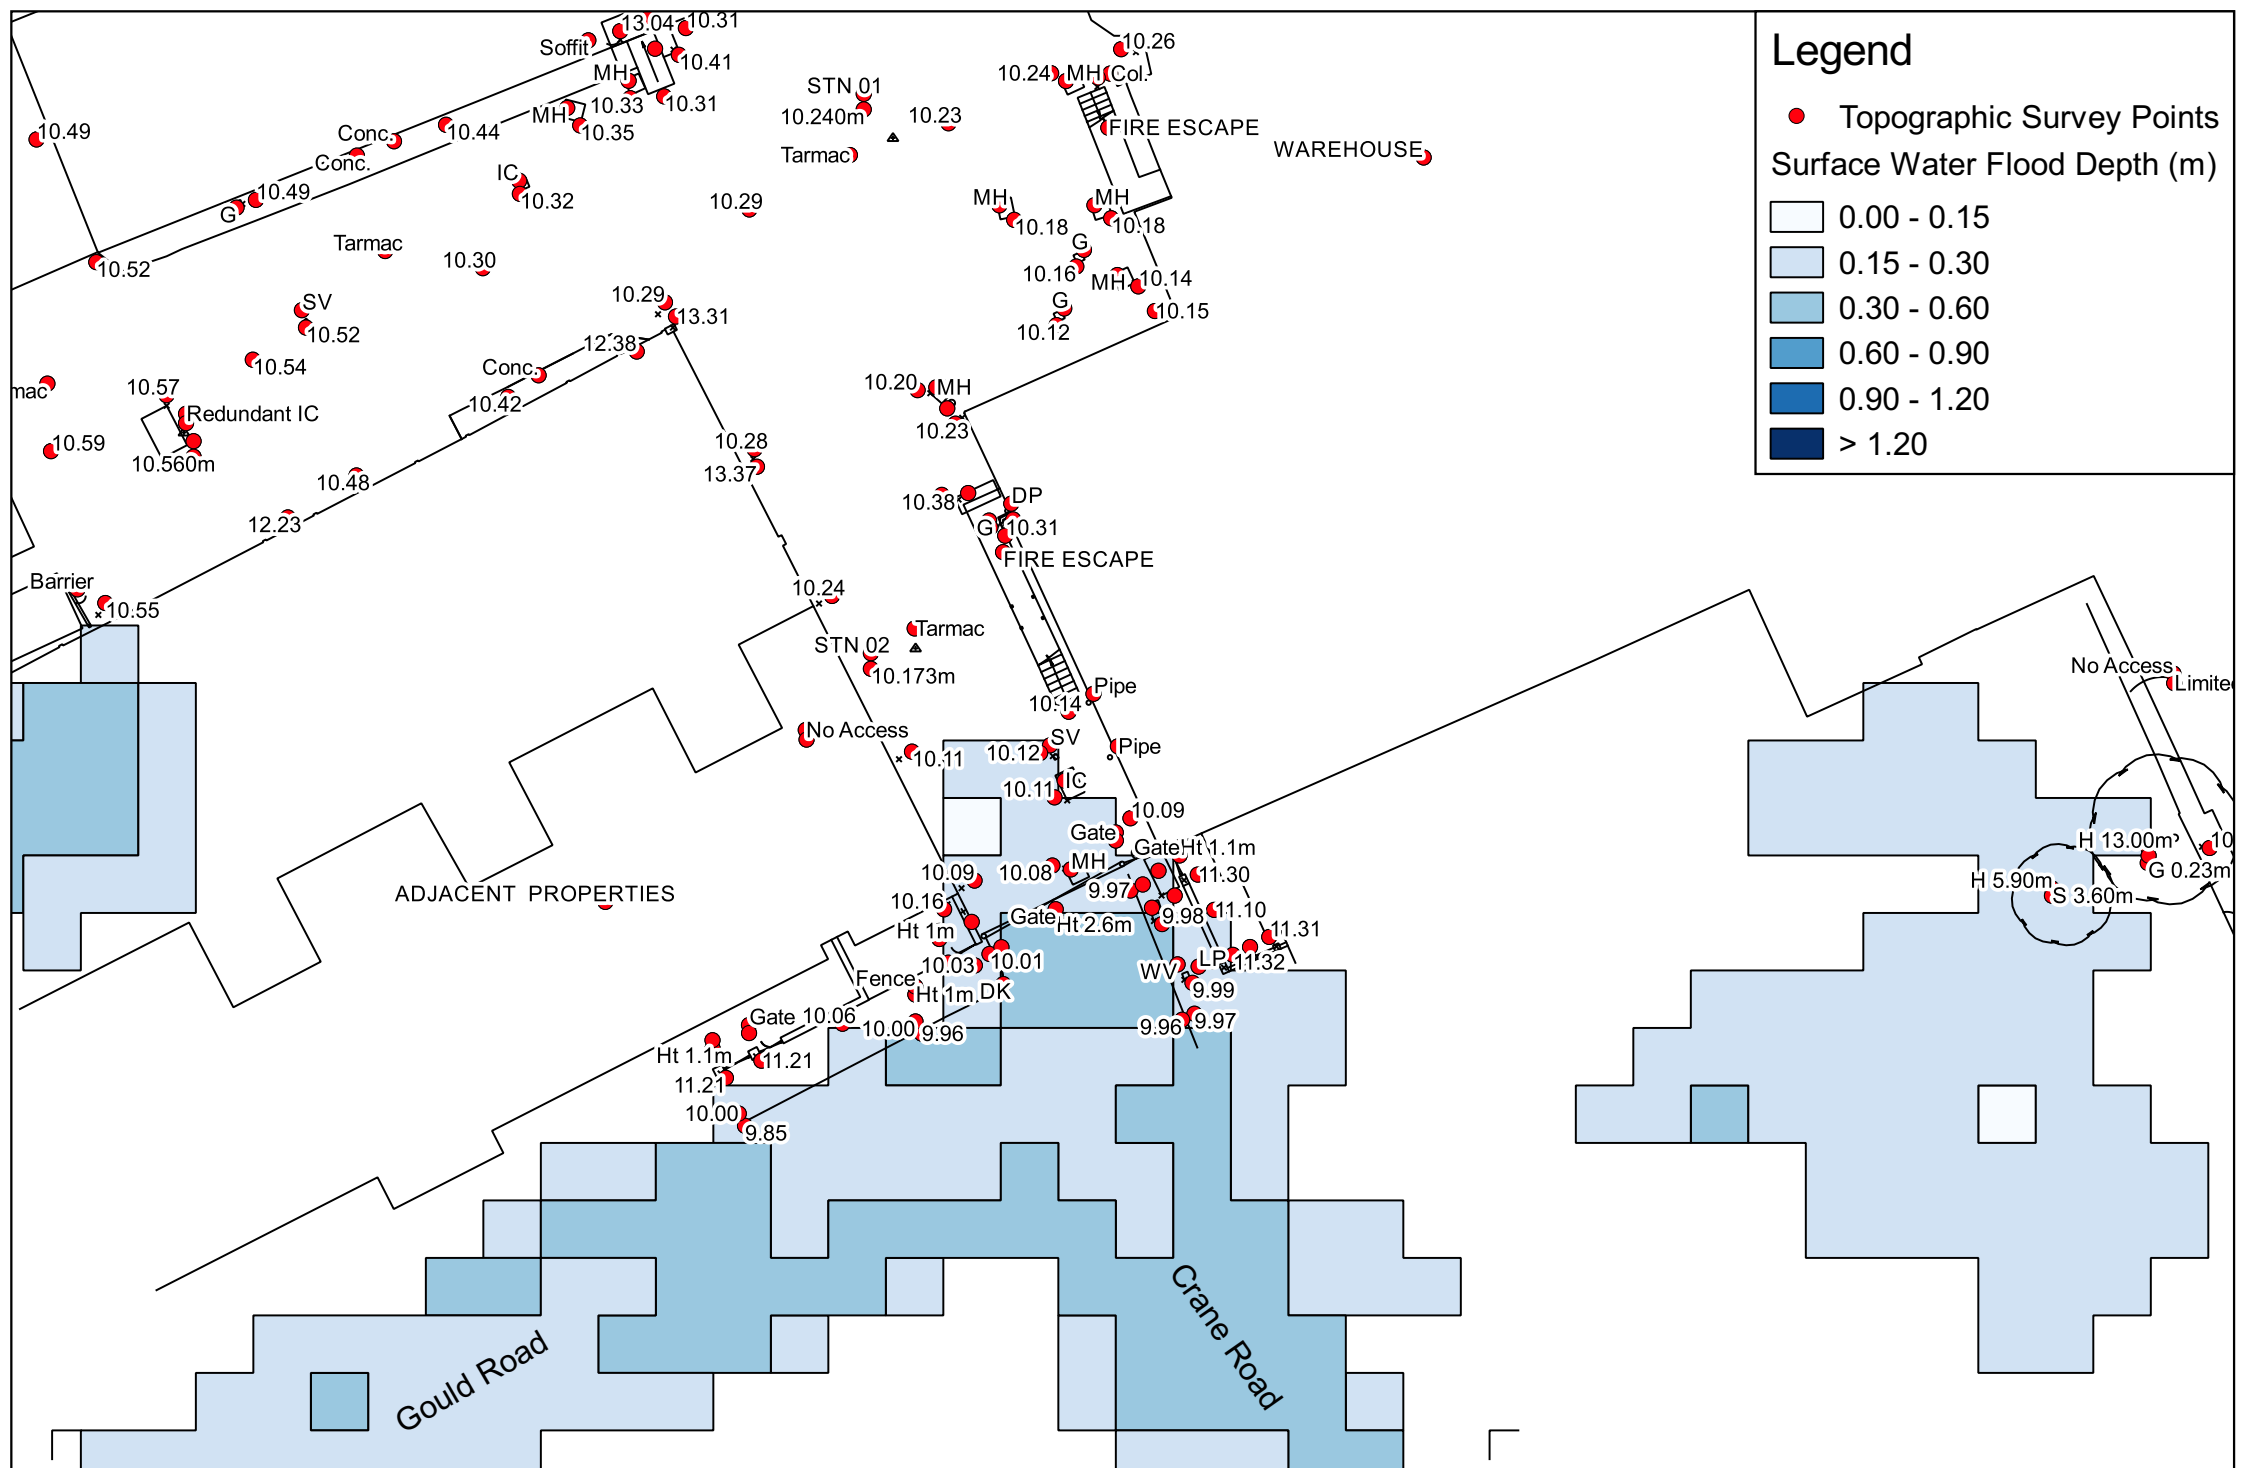 13.04
10.31
Soffit
10.41
MH
10.33
10.31
MH
10.35
10.49
Conc.
10.44
Conc.
STN 01
10.240m
10.23
Tarmac
10.26
10.24
MH
Col.
FIRE ESCAPE
WAREHOUSE
IC
10.32
10.49
G
10.29
MH
10.18
MH
10.18
G
10.16
MH
10.14
G
10.12
10.15
10.52
Tarmac
10.30
SV
10.52
10.54
10.29
13.31
12.38
Conc.
10.42
mac
10.57
Redundant IC
10.560m
10.59
10.48
12.23
10.28
13.37
10.20
MH
10.23
10.38
DP
G
10.31
FIRE ESCAPE
Barrier
10.55
10.24
Tarmac
STN 02
10.173m
Pipe
10.14
No Access
10.11
SV
10.12
Pipe
IC
10.11
10.09
Gate
Gate
Ht 1.1m
MH
10.08
11.30
10.09
9.97
10.16
9.98
11.10
Gate
Ht 2.6m
Ht 1m
11.31
10.03
10.01
LP
11.32
WV
9.99
Fence
Ht 1m
DK
Gate
10.06
10.00
9.96
9.96
9.97
Ht 1.1m
11.21
11.21
10.00
9.85
ADJACENT PROPERTIES
No Access
Limited
H 13.00m
10
G 0.23m
H 5.90m
S 3.60m
Gould Road
Crane Road
Legend
Topographic Survey Points
Surface Water Flood Depth (m)
0.00 - 0.15
0.15 - 0.30
0.30 - 0.60
0.60 - 0.90
0.90 - 1.20
> 1.20